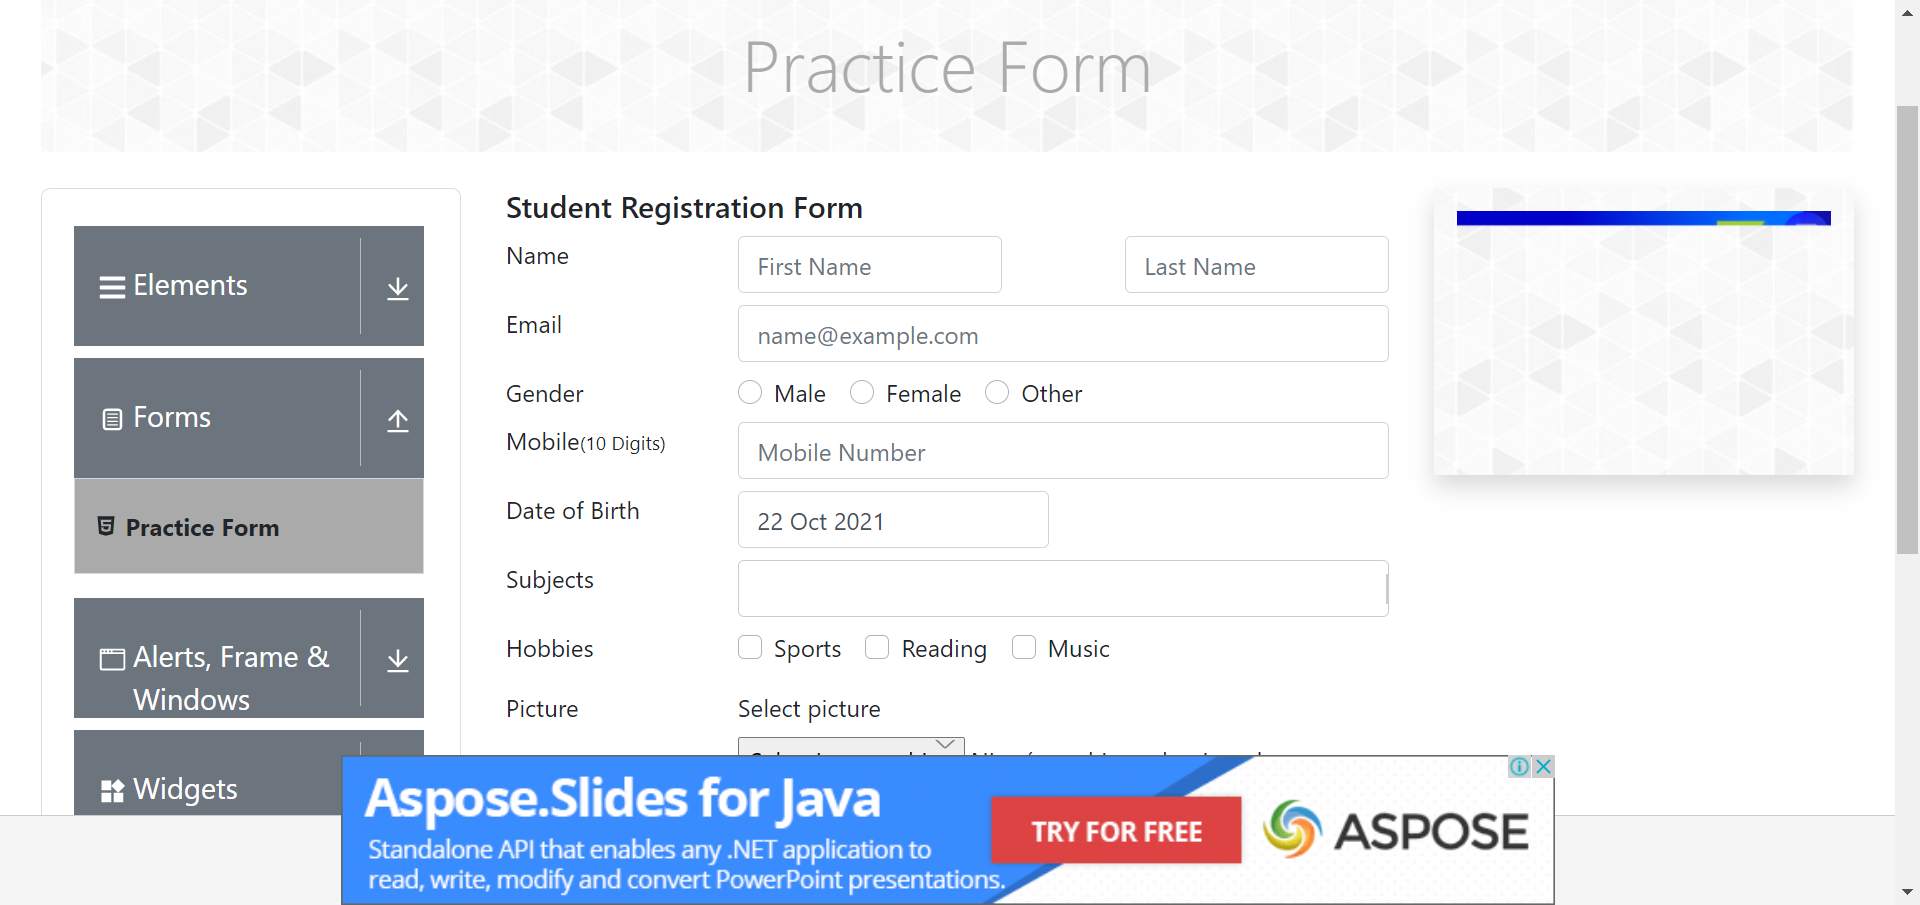 Practice Form
Elements
Forms
Practice Form
Alerts, Frame &
Windows
Widgets
Student Registration Form
Name
First Name
Last Name
Email
name@example.com
Gender
Male
Female
Other
Mobile(10 Digits)
Mobile Number
Date of Birth
22 Oct 2021
Subjects
Hobbies
Sports
Reading
Music
Picture
Select picture
Aspose.Slides for Java
Standalone API that enables any .NET application to
read, write, modify and convert PowerPoint presentations.
TRY FOR FREE
ASPOSE